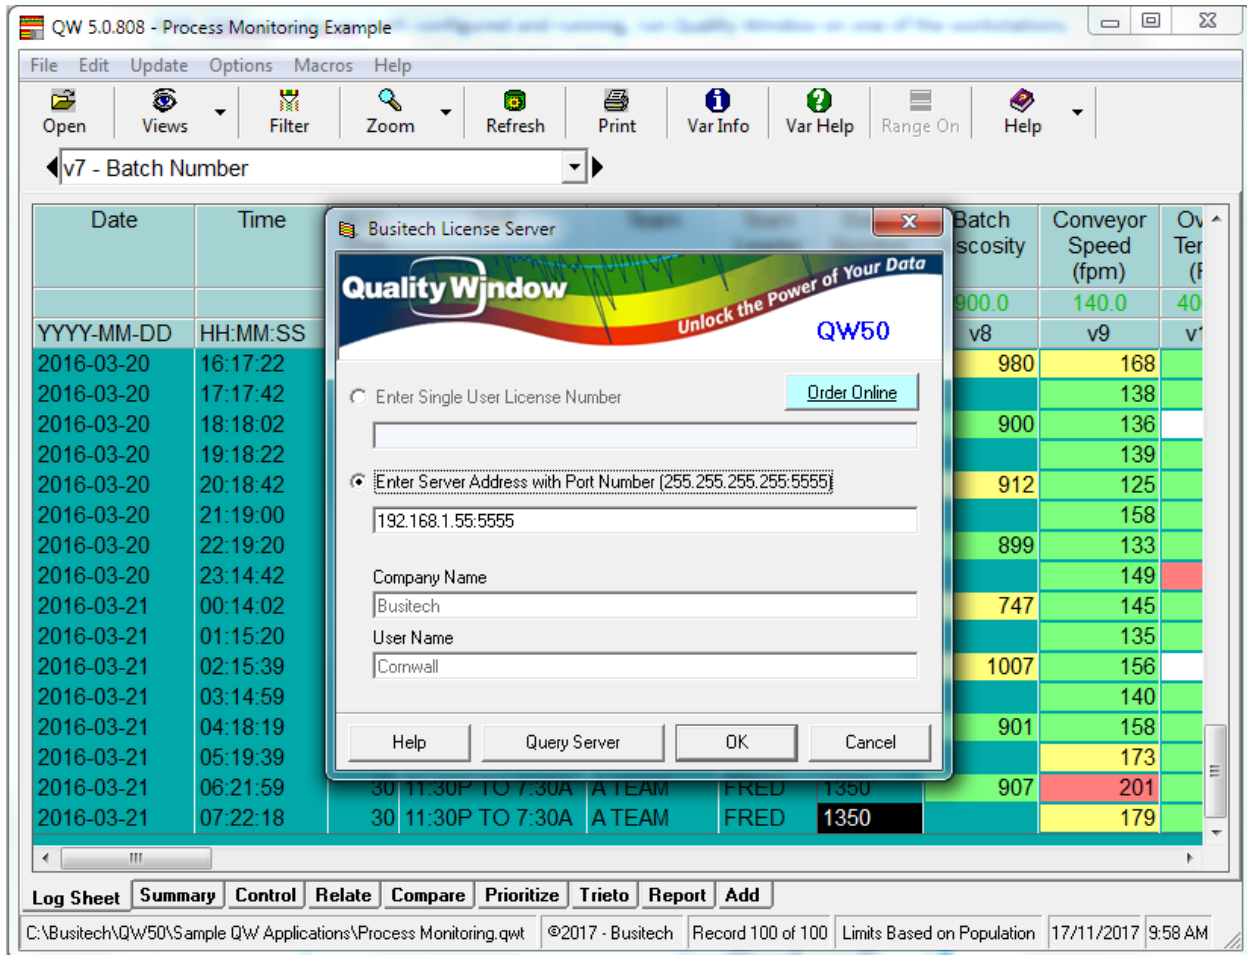 QW 5.0.808 - Process Monitoring Example
File Edit Update Options Macros Help
Open Views Filter Zoom Refresh Print Var Info Var Help Range On Help
v7 - Batch Number
Date Time Batch Conveyor Ov
scosity Speed Ter
(fpm) (F
900.0 140.0 40
YYYY-MM-DD HH:MM:SS v8 v9 v1
2016-03-20 16:17:22 980 168
2016-03-20 17:17:42 138
2016-03-20 18:18:02 900 136
2016-03-20 19:18:22 139
2016-03-20 20:18:42 912 125
2016-03-20 21:19:00 158
2016-03-20 22:19:20 899 133
2016-03-20 23:14:42 149
2016-03-21 00:14:02 747 145
2016-03-21 01:15:20 135
2016-03-21 02:15:39 1007 156
2016-03-21 03:14:59 140
2016-03-21 04:18:19 901 158
2016-03-21 05:19:39 173
2016-03-21 06:21:59 30 11:30P TO 7:30A A TEAM FRED 1350 907 201
2016-03-21 07:22:18 30 11:30P TO 7:30A A TEAM FRED 1350 179
Busitech License Server
Quality Window
Unlock the Power of Your Data
QW50
Enter Single User License Number Order Online
Enter Server Address with Port Number (255.255.255.255:5555)
192.168.1.55:5555
Company Name
Busitech
User Name
Cornwall
Help Query Server OK Cancel
Log Sheet Summary Control Relate Compare Prioritize Trieto Report Add
C:\Busitech\QW50\Sample QW Applications\Process Monitoring.qwt ©2017 - Busitech Record 100 of 100 Limits Based on Population 17/11/2017 9:58 AM